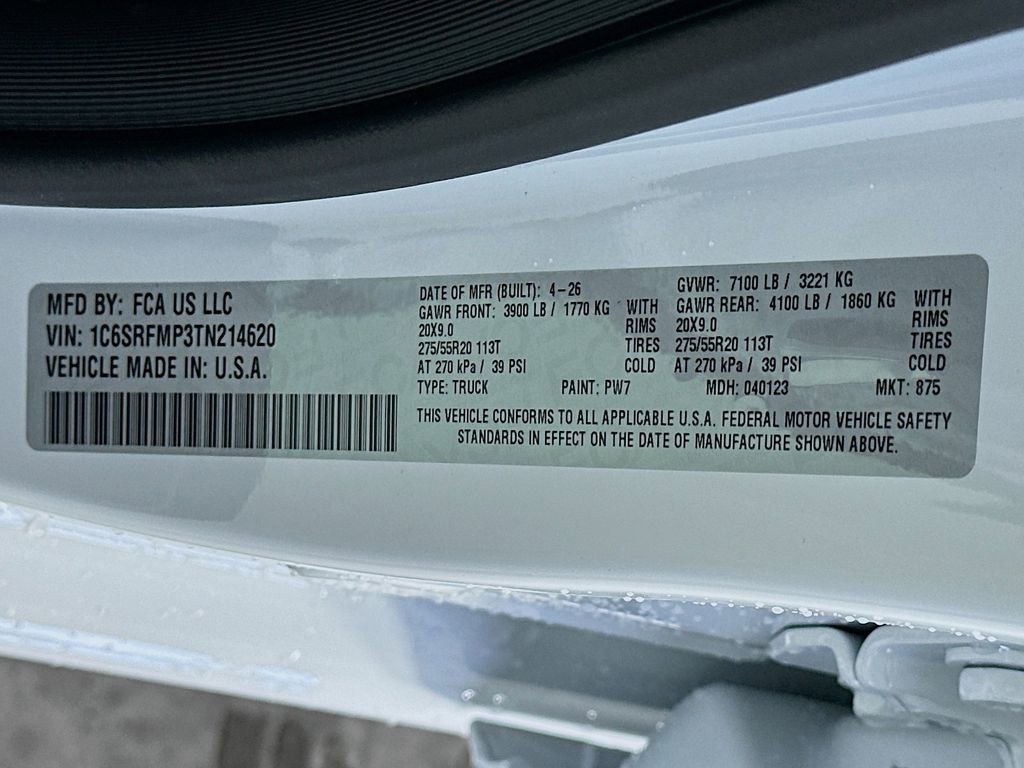 MFD BY: FCA US LLC
VIN: 1C6SRFMP3TN214620
VEHICLE MADE IN: U.S.A.
DATE OF MFR (BUILT): 4-26
GAWR FRONT: 3900 LB / 1770 KG WITH
20X9.0 RIMS
275/55R20 113T TIRES
AT 270 kPa / 39 PSI COLD
GVWR: 7100 LB / 3221 KG
GAWR REAR: 4100 LB / 1860 KG WITH
20X9.0 RIMS
275/55R20 113T TIRES
AT 270 kPa / 39 PSI COLD
TYPE: TRUCK PAINT: PW7 MDH: 040123 MKT: 875
THIS VEHICLE CONFORMS TO ALL APPLICABLE U.S.A. FEDERAL MOTOR VEHICLE SAFETY
STANDARDS IN EFFECT ON THE DATE OF MANUFACTURE SHOWN ABOVE.